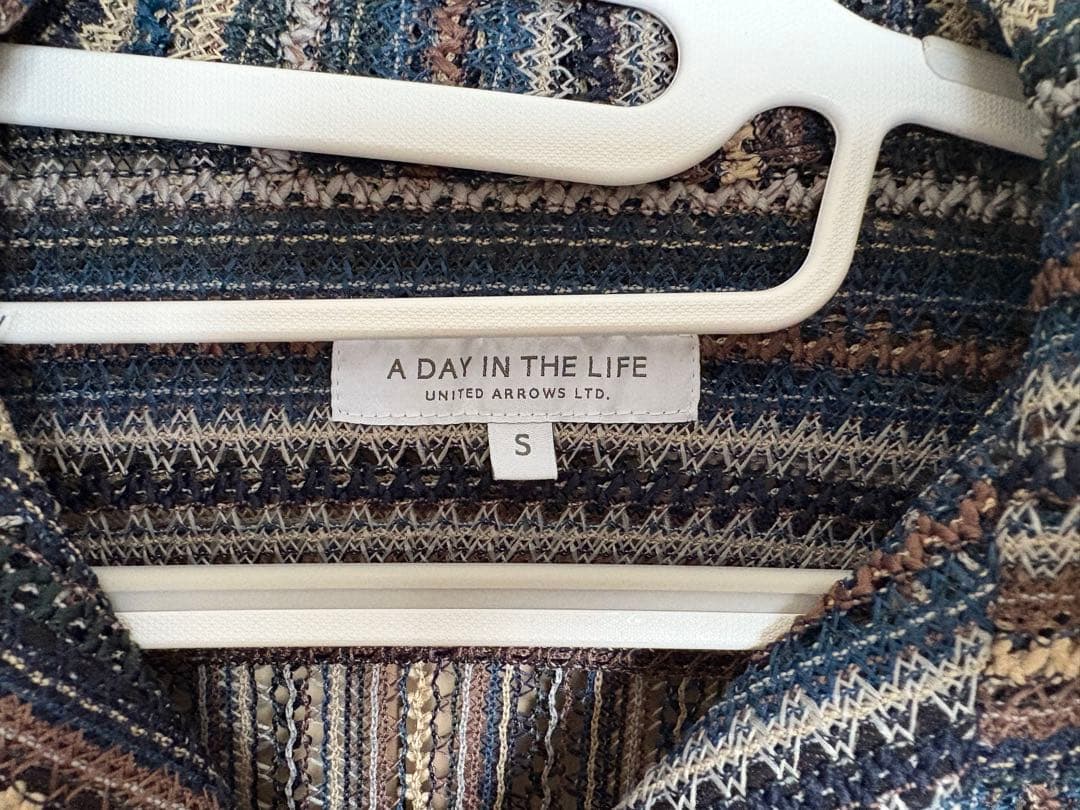 A DAY IN THE LIFE
UNITED ARROWS LTD.
S